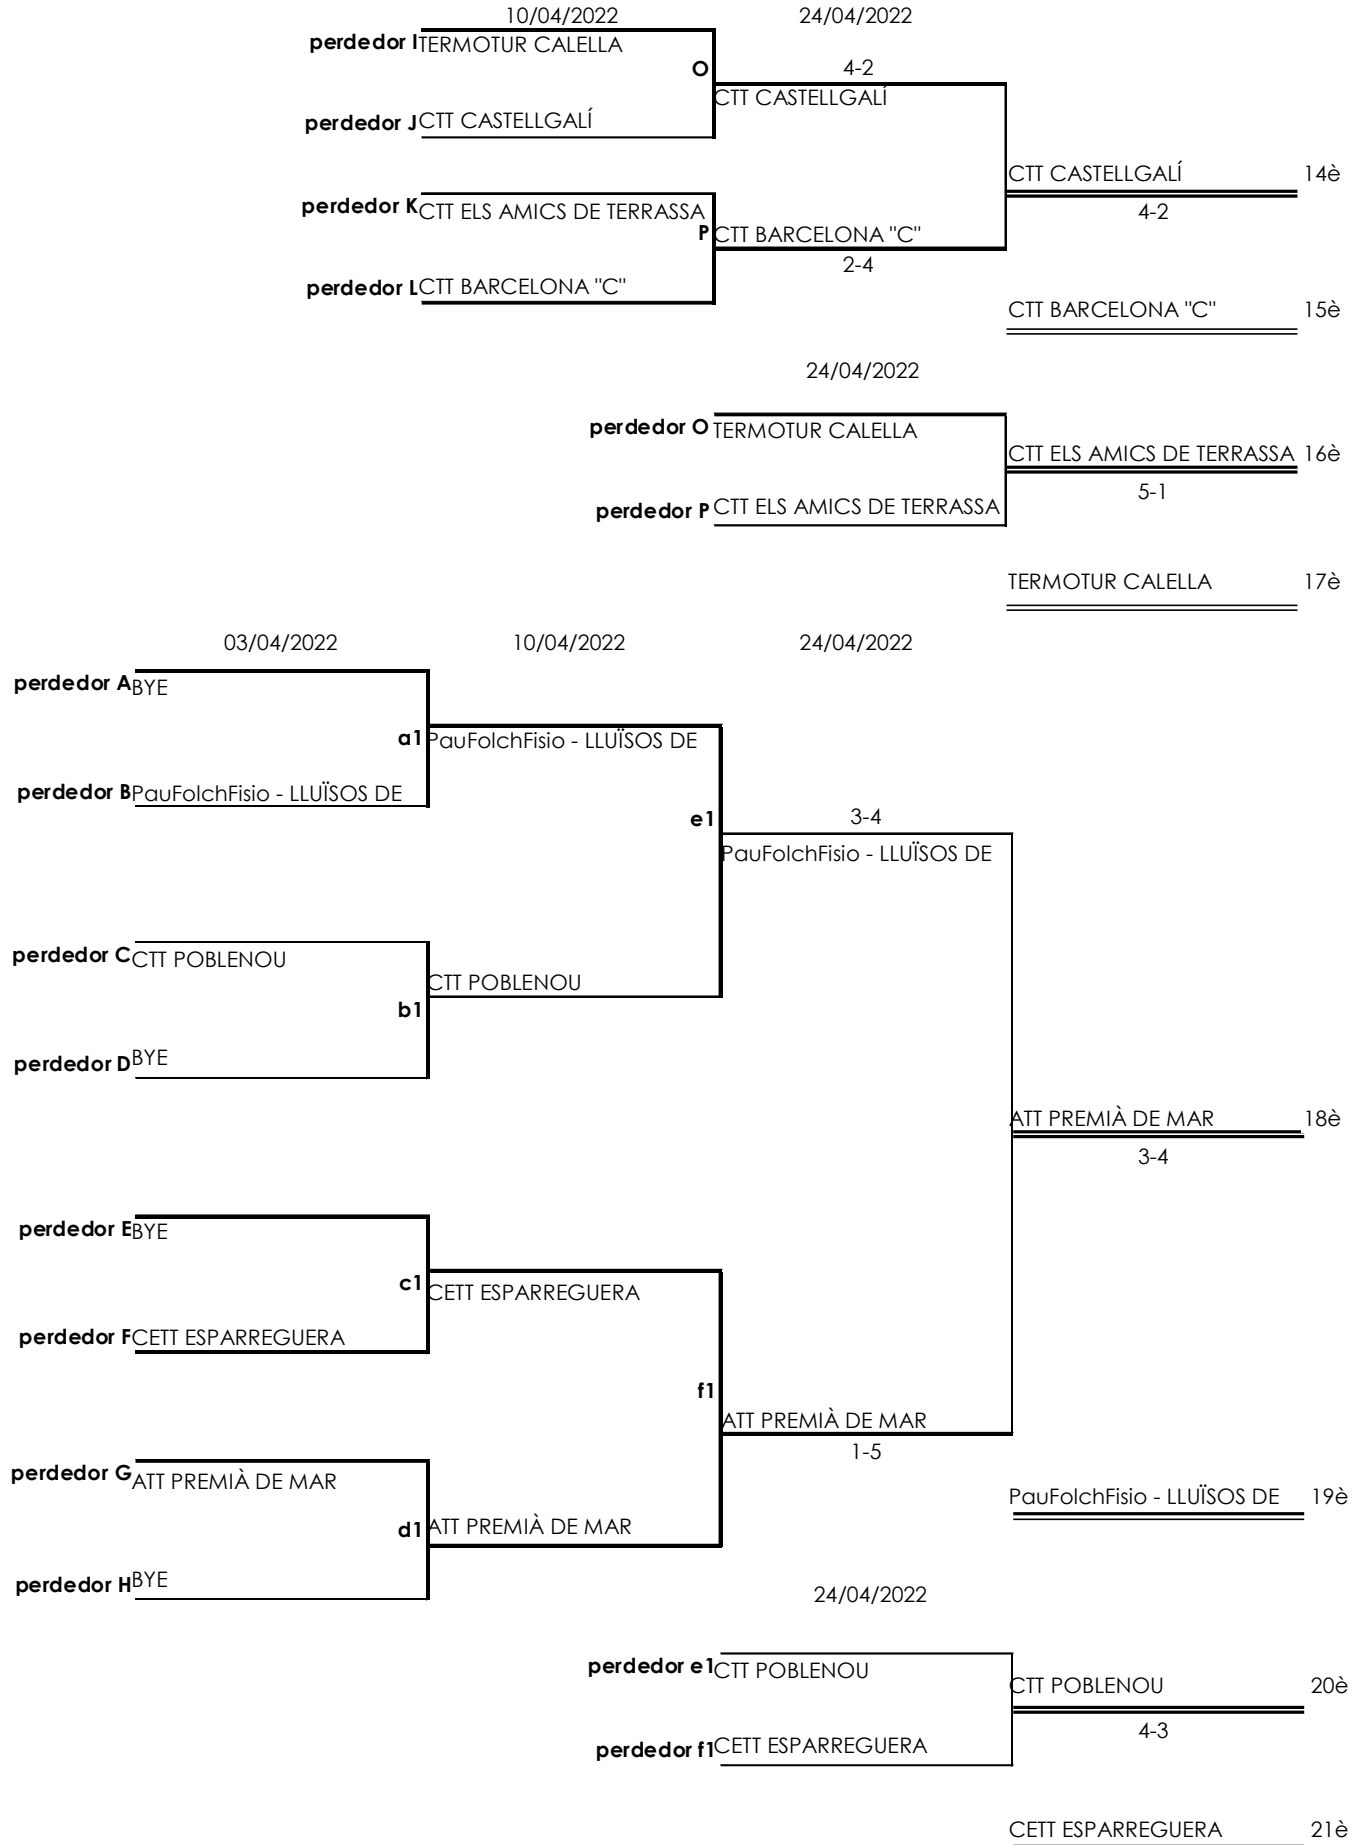 10/04/2022 24/04/2022
perdedor I TERMOTUR CALELLA
O 4-2
CTT CASTELLGALÍ
perdedor J CTT CASTELLGALÍ
CTT CASTELLGALÍ 14è
perdedor K CTT ELS AMICS DE TERRASSA 4-2
P CTT BARCELONA "C"
2-4
perdedor L CTT BARCELONA "C"
CTT BARCELONA "C" 15è
24/04/2022
perdedor O TERMOTUR CALELLA
CTT ELS AMICS DE TERRASSA 16è
5-1
perdedor P CTT ELS AMICS DE TERRASSA
TERMOTUR CALELLA 17è
03/04/2022 10/04/2022 24/04/2022
perdedor A BYE
a1 PauFolchFisio - LLUÏSOS DE
perdedor B PauFolchFisio - LLUÏSOS DE
e1 3-4
PauFolchFisio - LLUÏSOS DE
perdedor C CTT POBLENOU
CTT POBLENOU
b1
perdedor D BYE
ATT PREMIÀ DE MAR 18è
3-4
perdedor E BYE
c1 CETT ESPARREGUERA
perdedor F CETT ESPARREGUERA
f1
ATT PREMIÀ DE MAR
1-5
perdedor G ATT PREMIÀ DE MAR
PauFolchFisio - LLUÏSOS DE 19è
d1 ATT PREMIÀ DE MAR
perdedor H BYE
24/04/2022
perdedor e1 CTT POBLENOU
CTT POBLENOU 20è
4-3
perdedor f1 CETT ESPARREGUERA
CETT ESPARREGUERA 21è